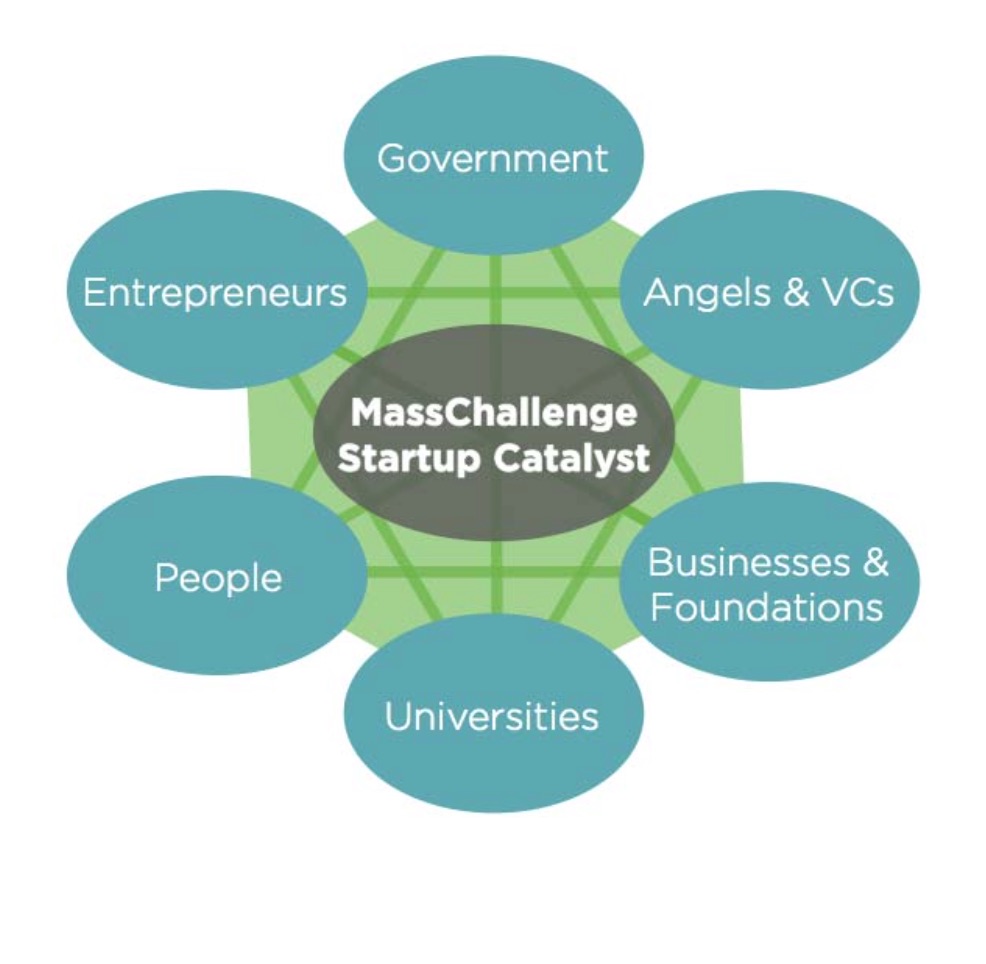 Government
Entrepreneurs
Angels & VCs
MassChallenge
Startup Catalyst
People
Businesses &
Foundations
Universities